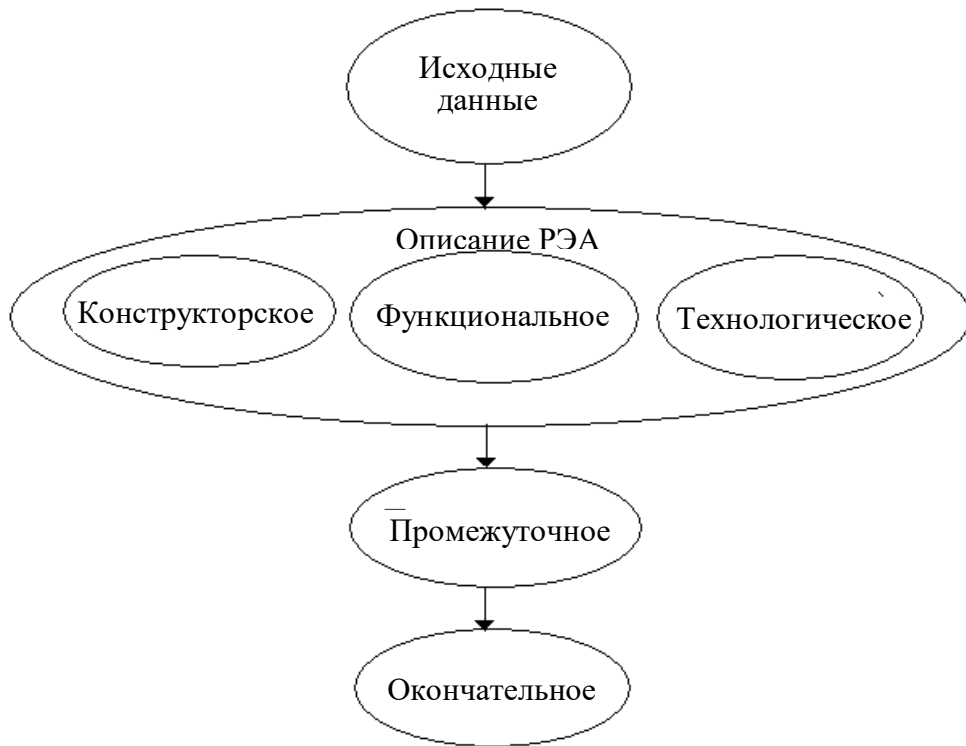 Исходные
данные
Описание РЭА
Конструкторское
Функциональное
Технологическое
Промежуточное
Окончательное